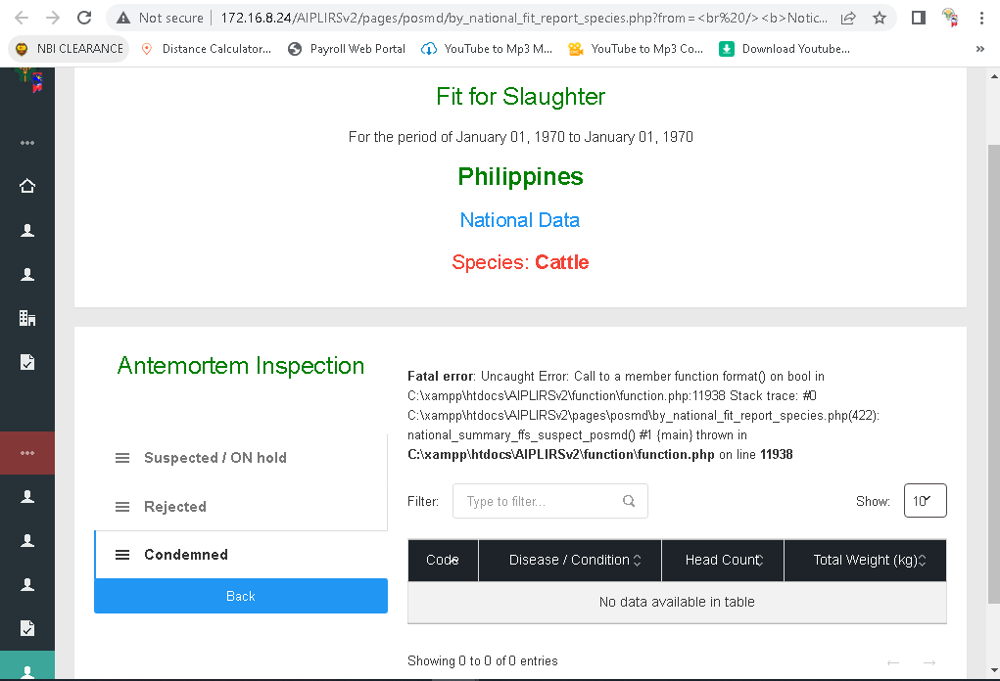 Not secure
172.16.8.24/AIPLIRSv2/pages/posmd/by_national_fit_report_species.php?from=<br%20/><b>Notic...
NBI CLEARANCE
Distance Calculator...
Payroll Web Portal
YouTube to Mp3 M...
YouTube to Mp3 Co...
Download Youtube...
»
Fit for Slaughter
For the period of January 01, 1970 to January 01, 1970
Philippines
National Data
Species: Cattle
Antemortem Inspection
Suspected / ON hold
Rejected
Condemned
Back
Fatal error: Uncaught Error: Call to a member function format() on bool in
C:\xampp\htdocs\AIPLIRSv2\function\function.php:11938 Stack trace: #0
C:\xampp\htdocs\AIPLIRSv2\pages\posmd\by_national_fit_report_species.php(422):
national_summary_ffs_suspect_posmd() #1 {main} thrown in
C:\xampp\htdocs\AIPLIRSv2\function\function.php on line 11938
Filter: Type to filter...
Show: 10
Code Disease / Condition Head Count Total Weight (kg)
No data available in table
Showing 0 to 0 of 0 entries
← →